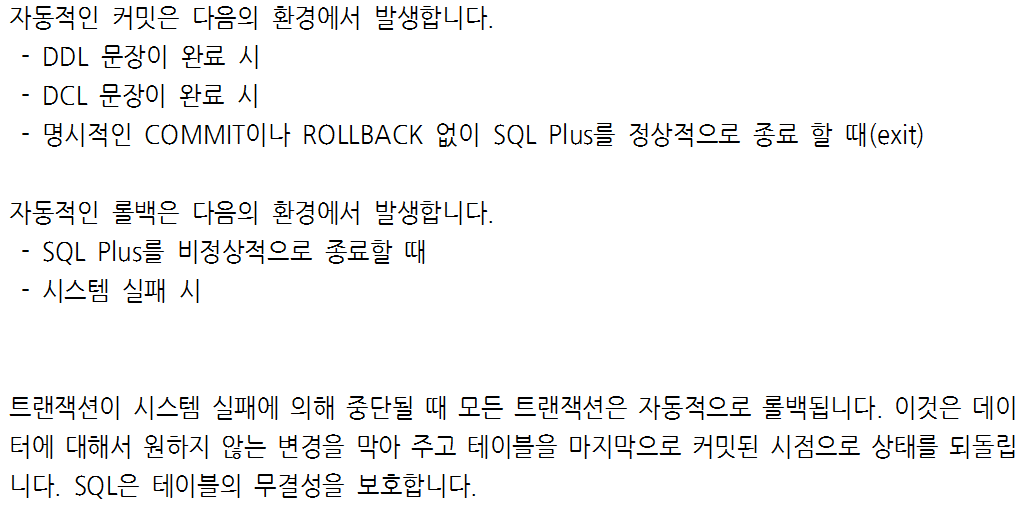 자동적인 커밋은 다음의 환경에서 발생합니다.
- DDL 문장이 완료 시
- DCL 문장이 완료 시
- 명시적인 COMMIT이나 ROLLBACK 없이 SQL Plus를 정상적으로 종료 할 때(exit)
자동적인 롤백은 다음의 환경에서 발생합니다.
- SQL Plus를 비정상적으로 종료할 때
- 시스템 실패 시
트랜잭션이 시스템 실패에 의해 중단될 때 모든 트랜잭션은 자동적으로 롤백됩니다. 이것은 데이
터에 대해서 원하지 않는 변경을 막아 주고 테이블을 마지막으로 커밋된 시점으로 상태를 되돌립
니다. SQL은 테이블의 무결성을 보호합니다.